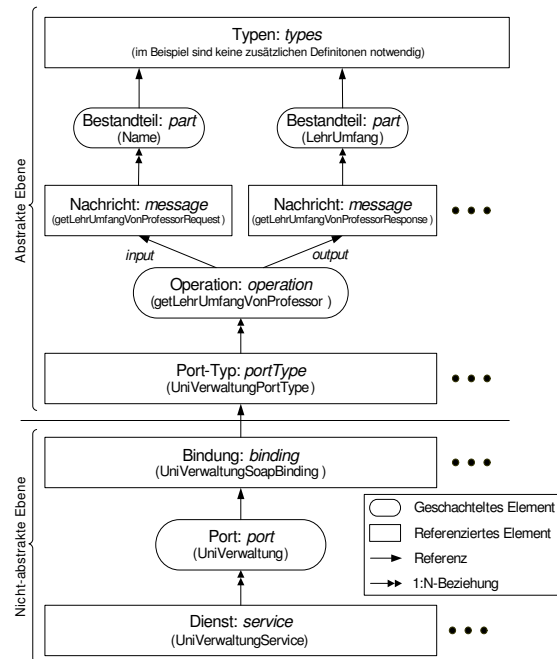 Typen: types
(im Beispiel sind keine zusätzlichen Definitonen notwendig)
Bestandteil: part
(Name)
Bestandteil: part
(LehrUmfang)
Abstrakte Ebene
Nachricht: message
(getLehrUmfangVonProfessorRequest)
Nachricht: message
(getLehrUmfangVonProfessorResponse)
input
output
Operation: operation
(getLehrUmfangVonProfessor )
Port-Typ: portType
(UniVerwaltungPortType)
Nicht-abstrakte Ebene
Bindung: binding
(UniVerwaltungSoapBinding )
Port: port
(UniVerwaltung)
Dienst: service
(UniVerwaltungService)
Geschachteltes Element
Referenziertes Element
Referenz
1:N-Beziehung